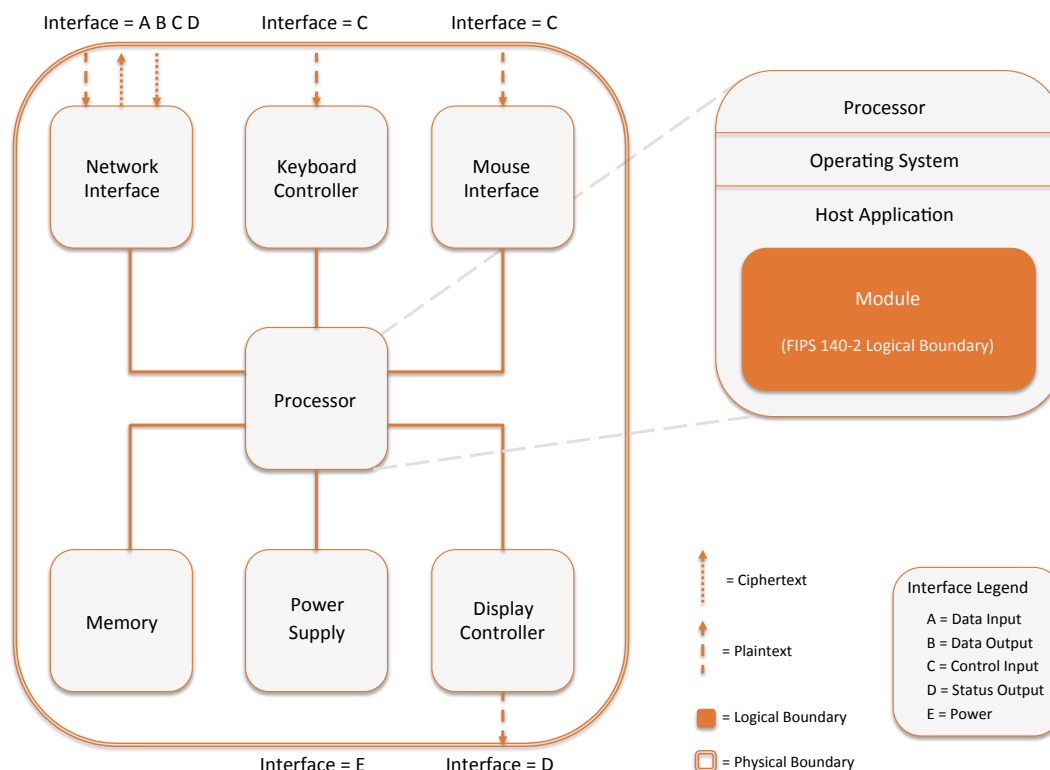 Interface = A B C D
Interface = C
Interface = C
Network
Interface
Keyboard
Controller
Mouse
Interface
Processor
Memory
Power
Supply
Display
Controller
Interface = E
Interface = D
Processor
Operating System
Host Application
Module
(FIPS 140-2 Logical Boundary)
= Ciphertext
= Plaintext
= Logical Boundary
= Physical Boundary
Interface Legend
A = Data Input
B = Data Output
C = Control Input
D = Status Output
E = Power